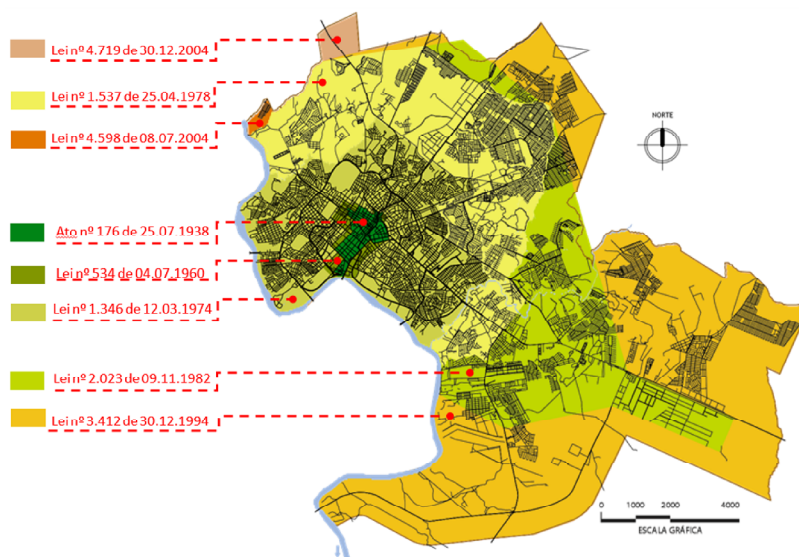 Lei nº 4.719 de 30.12.2004
Lei nº 1.537 de 25.04.1978
Lei nº 4.598 de 08.07.2004
Ato nº 176 de 25.07.1938
Lei nº 534 de 04.07.1960
Lei nº 1.346 de 12.03.1974
Lei nº 2.023 de 09.11.1982
Lei nº 3.412 de 30.12.1994
NORTE
0 1000 2000 4000
ESCALA GRÁFICA